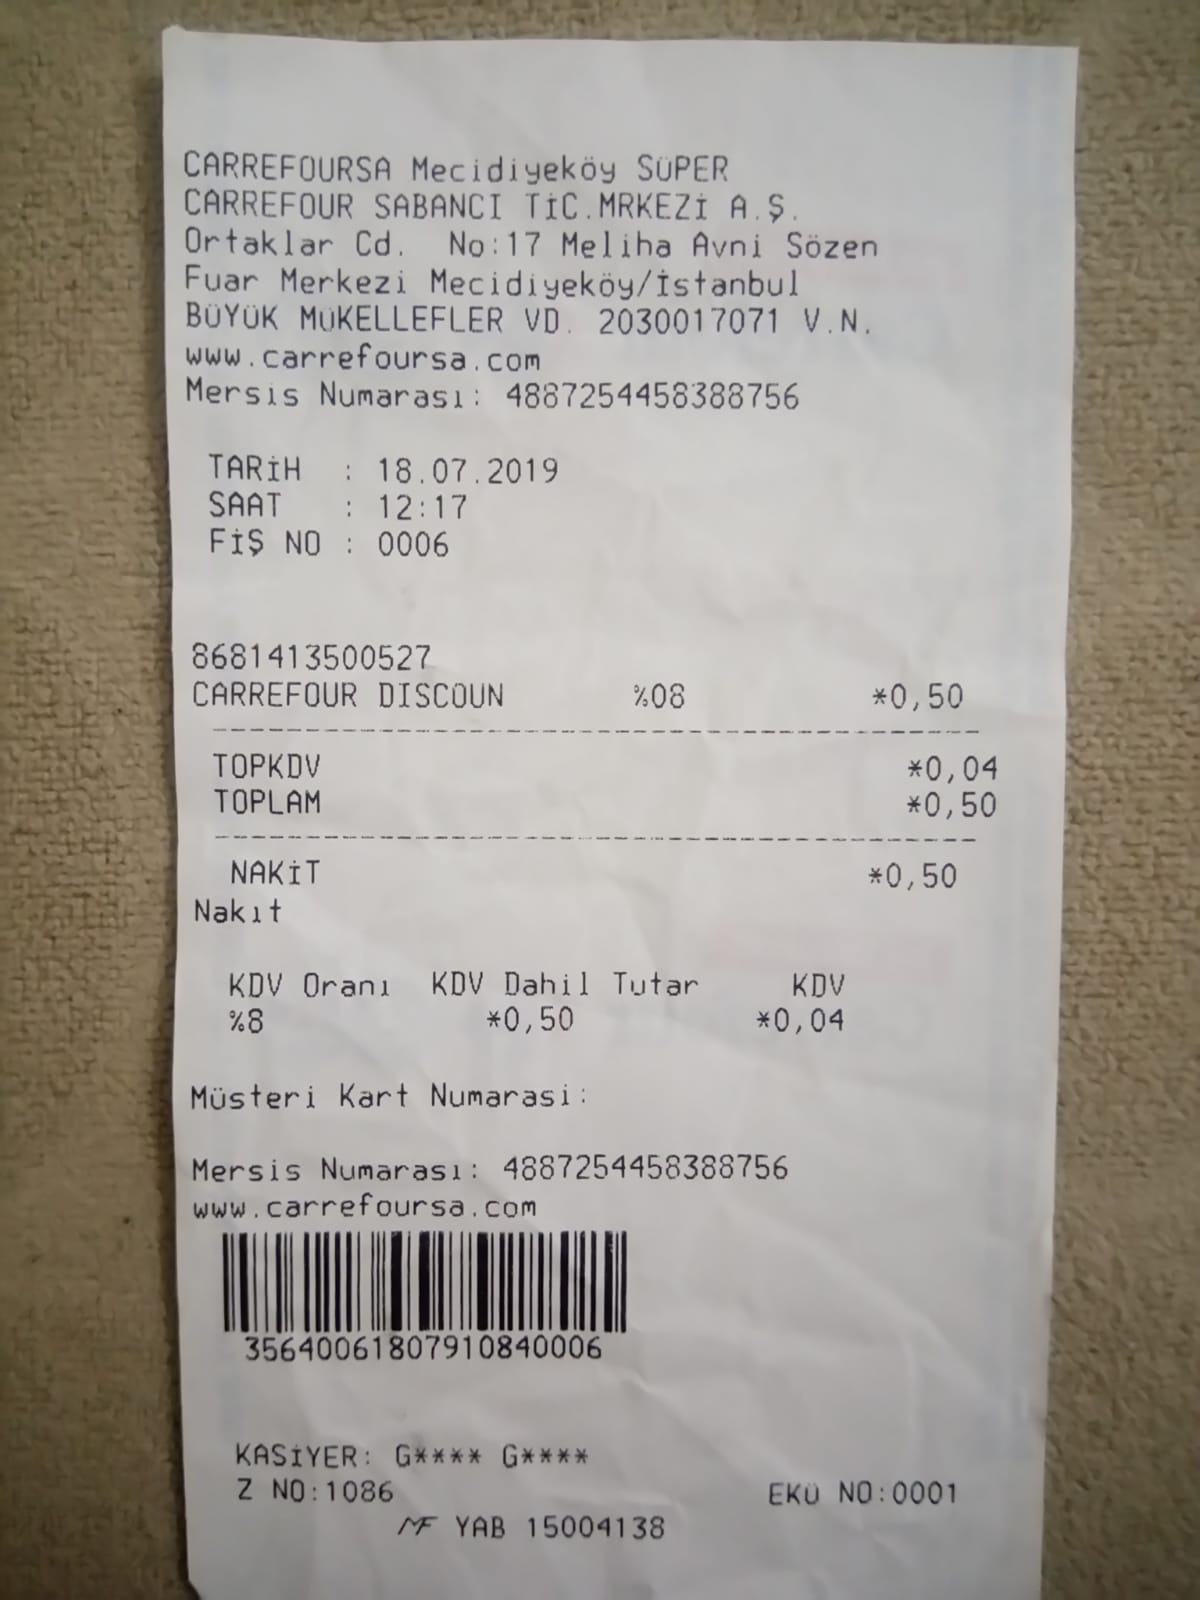 CARREFOURSA Mecidiyeköy SÜPER
CARREFOUR SABANCI TİC.MRKEZİ A.Ş.
Ortaklar Cd. No:17 Meliha Avni Sözen
Fuar Merkezi Mecidiyeköy/İstanbul
BÜYÜK MÜKELLEFLER VD. 2030017071 V.N.
www.carrefoursa.com
Mersis Numarası: 4887254458388756
TARİH : 18.07.2019
SAAT : 12:17
FİŞ NO : 0006
8681413500527
CARREFOUR DISCOUN %08 *0,50
TOPKDV *0,04
TOPLAM *0,50
NAKİT *0,50
Nakıt
KDV Oranı KDV Dahil Tutar KDV
%8 *0,50 *0,04
Müsteri Kart Numarasi:
Mersis Numarası: 4887254458388756
www.carrefoursa.com
35640061807910840006
KASİYER: G**** G****
Z NO:1086 EKÜ NO:0001
MF YAB 15004138